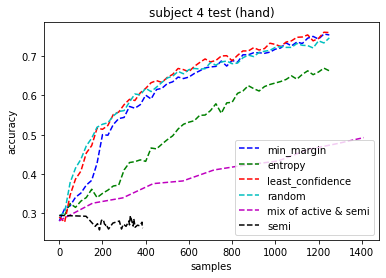 subject 4 test (hand)
accuracy
0.7
0.6
0.5
0.4
0.3
min_margin
entropy
least_confidence
random
mix of active & semi
semi
0 200 400 600 800 1000 1200 1400
samples